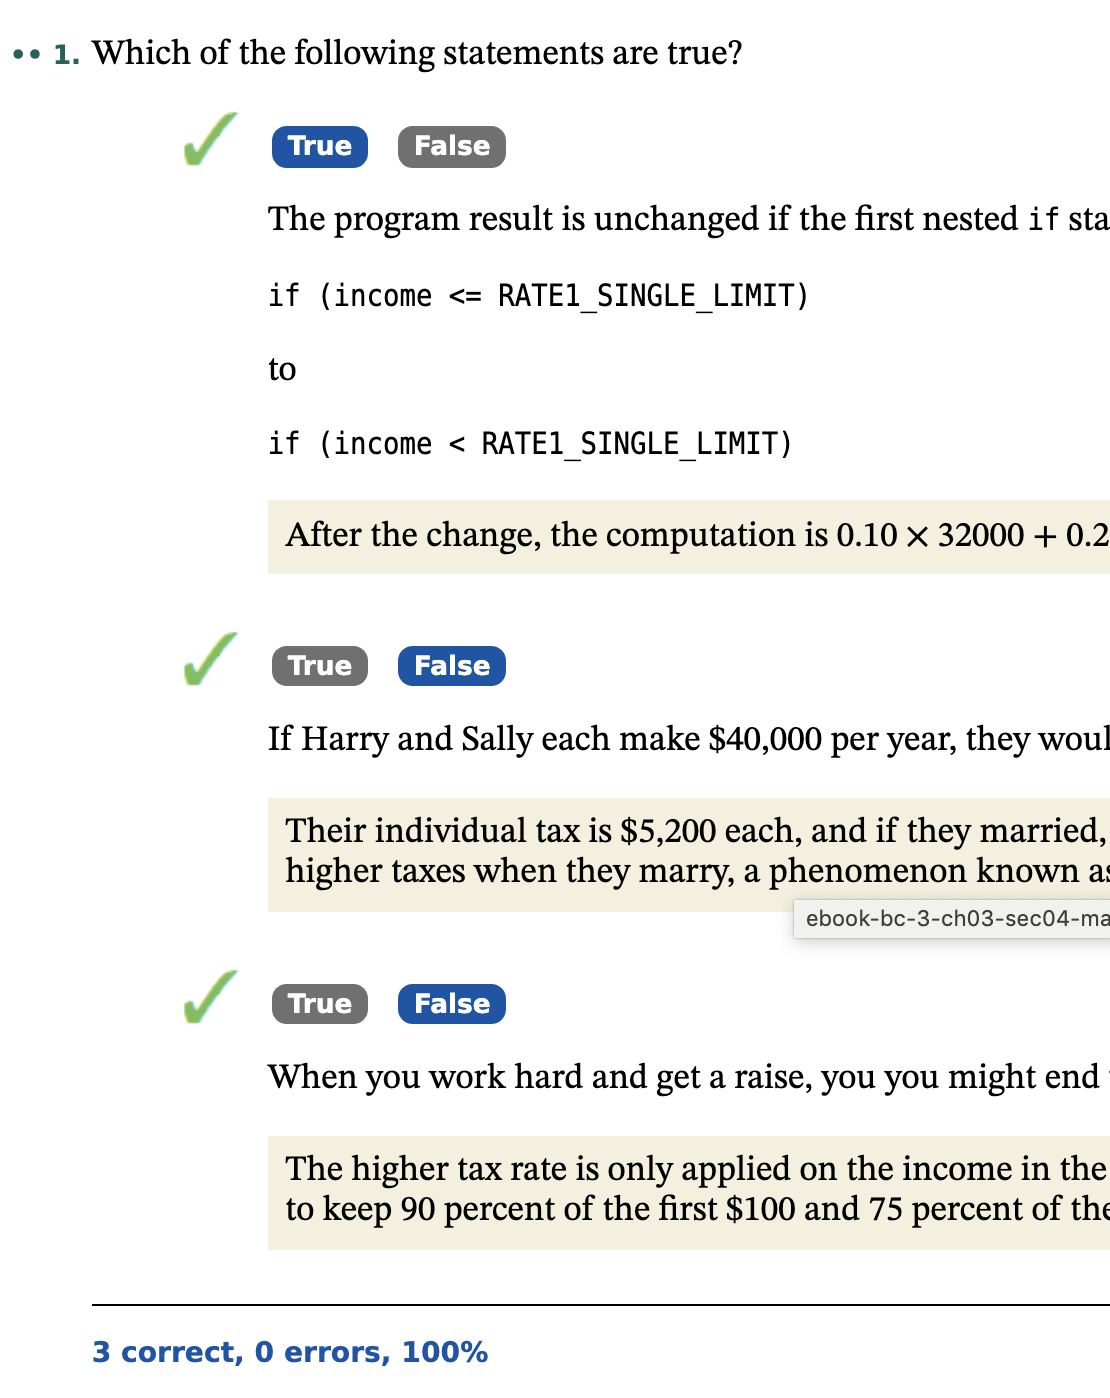 •• 1. Which of the following statements are true?
True False
The program result is unchanged if the first nested if sta
if (income <= RATE1_SINGLE_LIMIT)
to
if (income < RATE1_SINGLE_LIMIT)
After the change, the computation is 0.10 × 32000 + 0.2
True False
If Harry and Sally each make $40,000 per year, they woul
Their individual tax is $5,200 each, and if they married,
higher taxes when they marry, a phenomenon known as
ebook-bc-3-ch03-sec04-ma
True False
When you work hard and get a raise, you you might end
The higher tax rate is only applied on the income in the
to keep 90 percent of the first $100 and 75 percent of the
3 correct, 0 errors, 100%